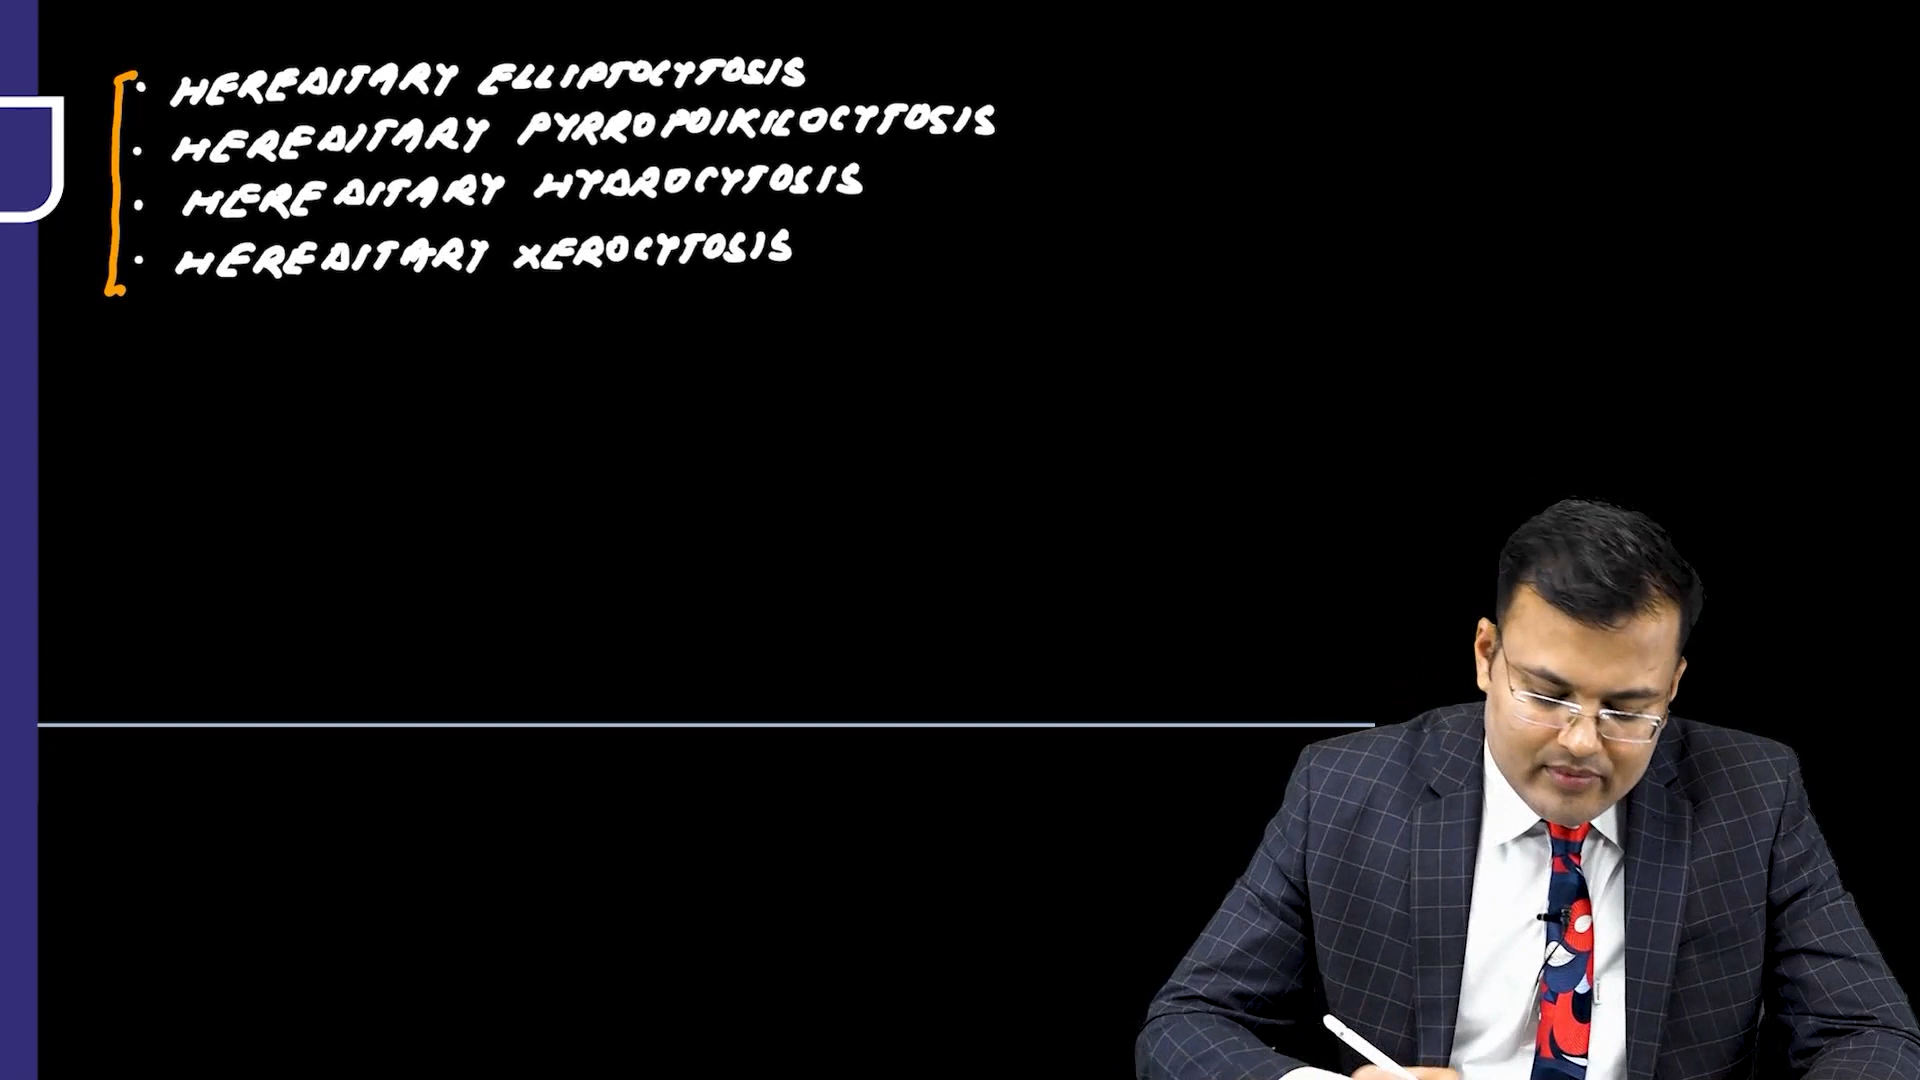 • HEREDITARY ELLIPTOCYTOSIS
• HEREDITARY PYRROPOIKILOCYTOSIS
• HEREDITARY HYDROCYTOSIS
• HEREDITARY XEROCYTOSIS